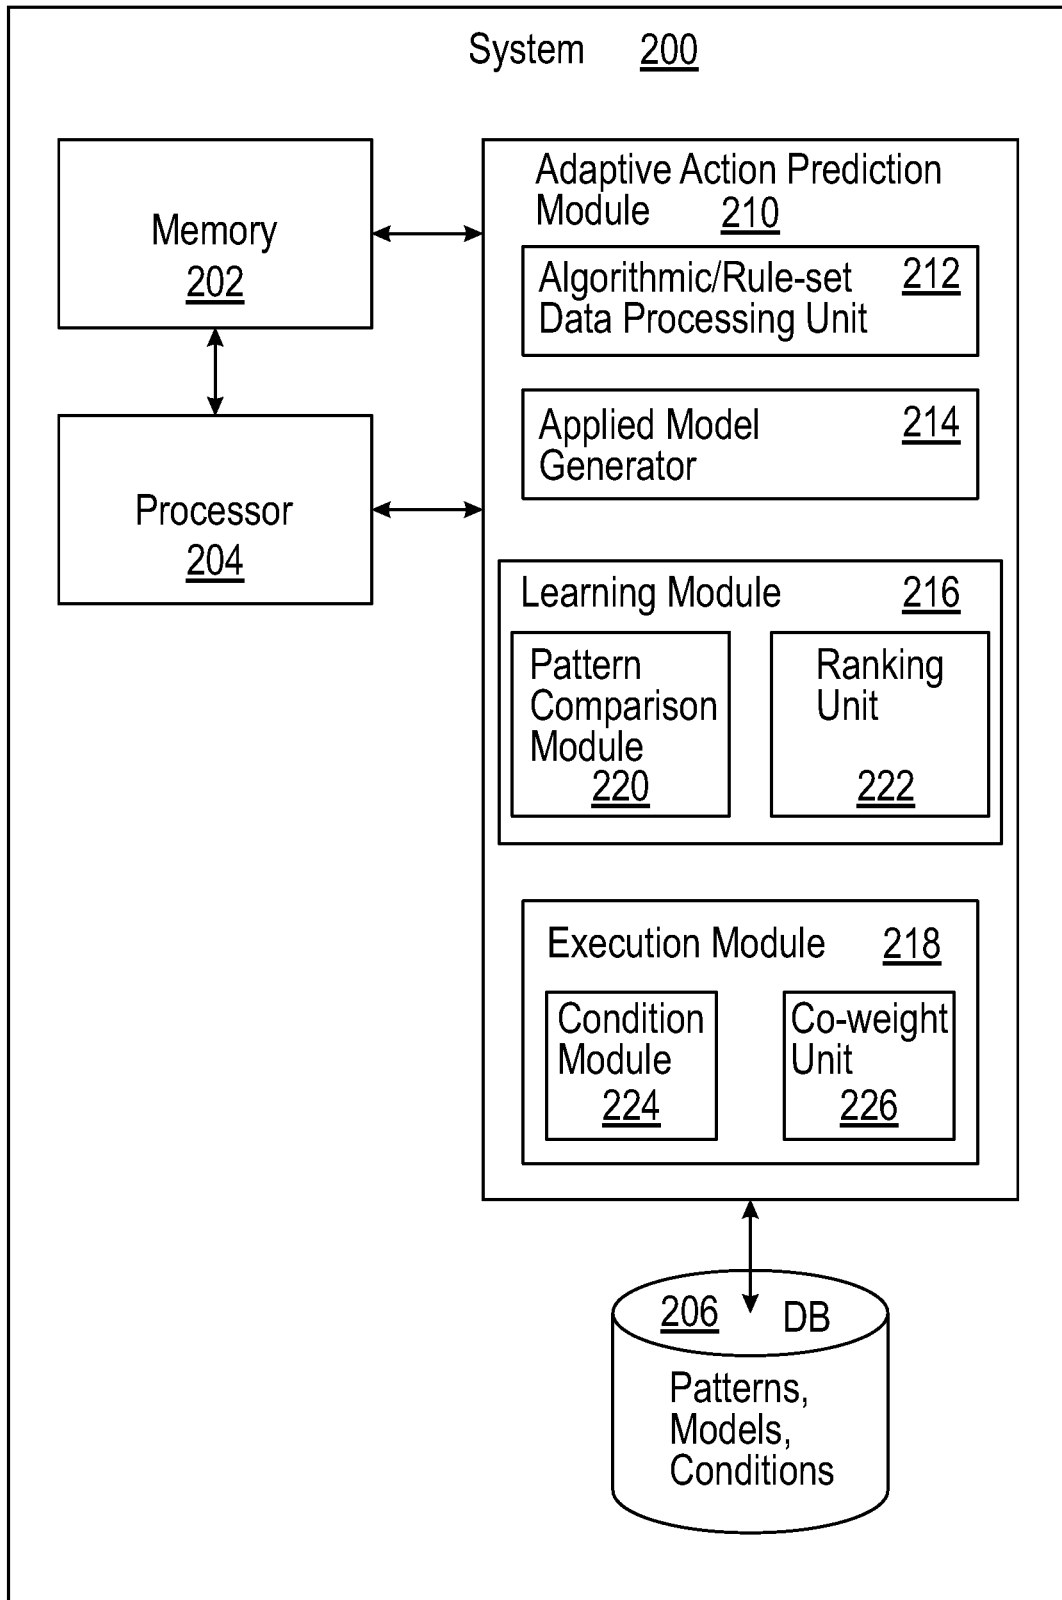 System 200
Memory
202
Processor
204
Adaptive Action Prediction
Module 210
Algorithmic/Rule-set 212
Data Processing Unit
Applied Model 214
Generator
Learning Module 216
Pattern
Comparison
Module
220
Ranking
Unit
222
Execution Module 218
Condition
Module
224
Co-weight
Unit
226
206 DB
Patterns,
Models,
Conditions